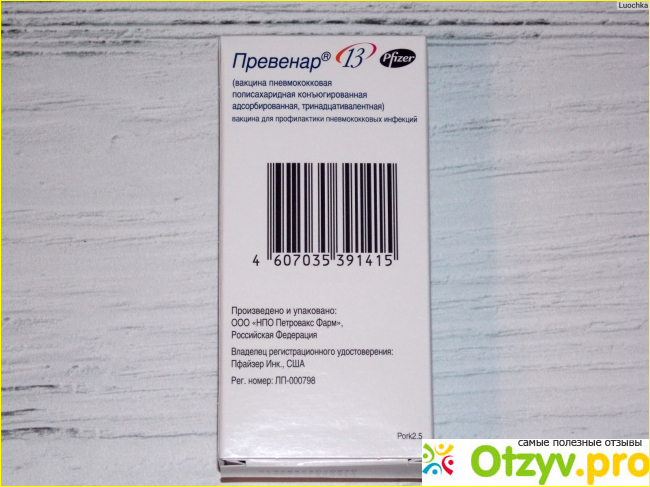 Luochka
Превенар® 13 Pfizer
(вакцина пневмококковая
полисахаридная конъюгированная
адсорбированная, тринадцативалентная)
вакцина для профилактики пневмококковых инфекций
4 607035 391415
Произведено и упаковано:
ООО «НПО Петровакс Фарм»,
Российская Федерация
Владелец регистрационного удостоверения:
Пфайзер Инк., США
Рег. номер: ЛП-000798
Pork2.5
самые полезные отзывы
Otzyv.pro